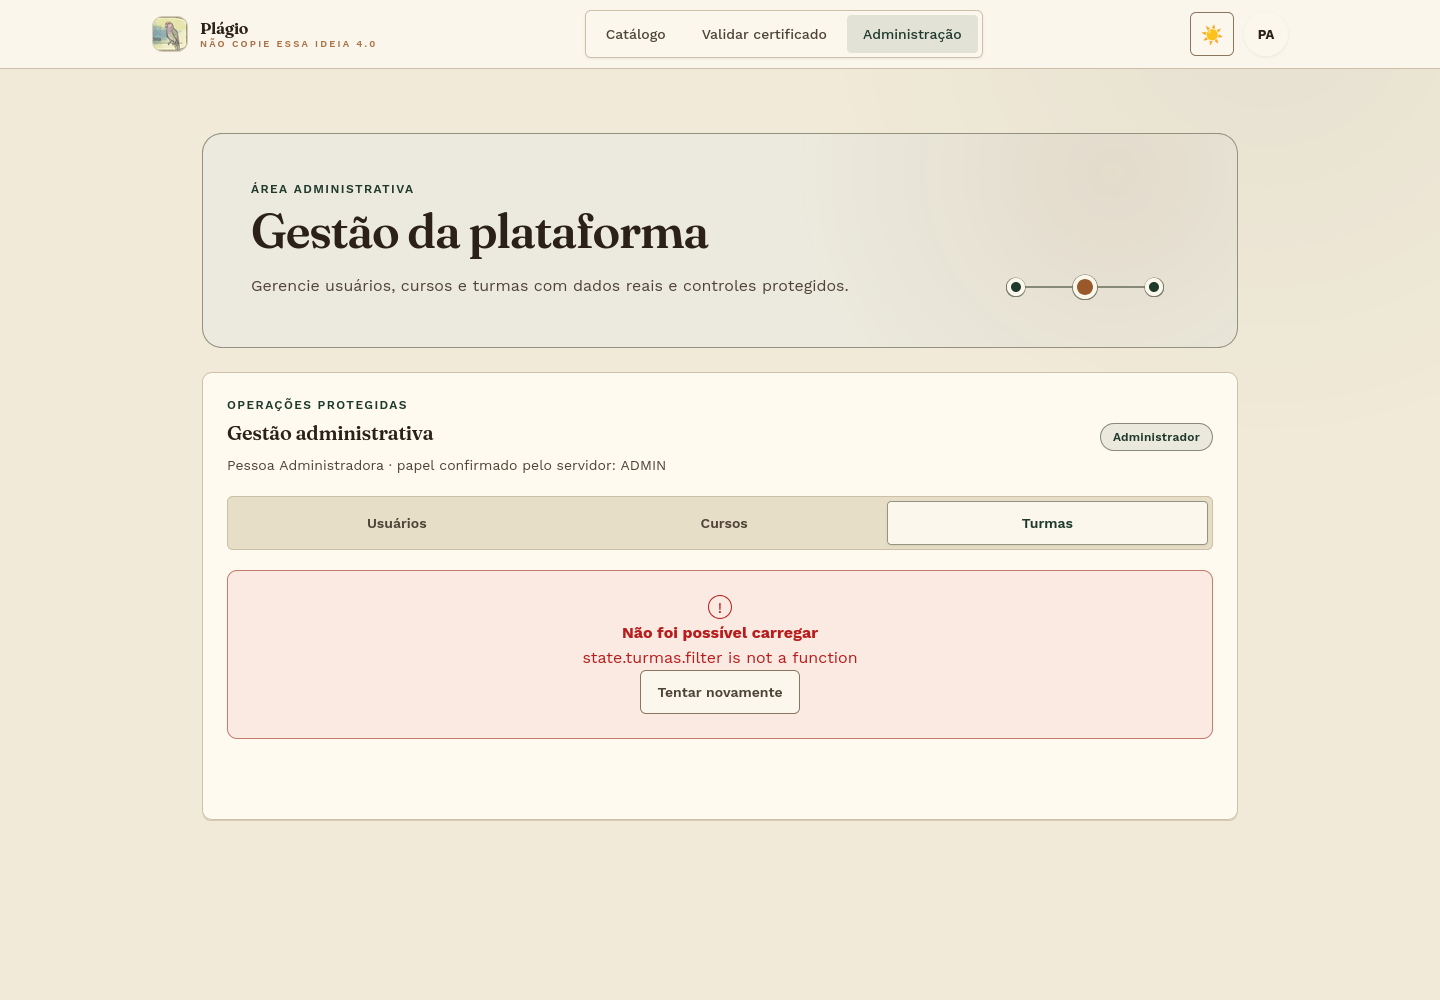 Plágio
NÃO COPIE ESSA IDEIA 4.0
Catálogo
Validar certificado
Administração
PA
ÁREA ADMINISTRATIVA
Gestão da plataforma
Gerencie usuários, cursos e turmas com dados reais e controles protegidos.
OPERAÇÕES PROTEGIDAS
Gestão administrativa
Administrador
Pessoa Administradora · papel confirmado pelo servidor: ADMIN
Usuários
Cursos
Turmas
!
Não foi possível carregar
state.turmas.filter is not a function
Tentar novamente